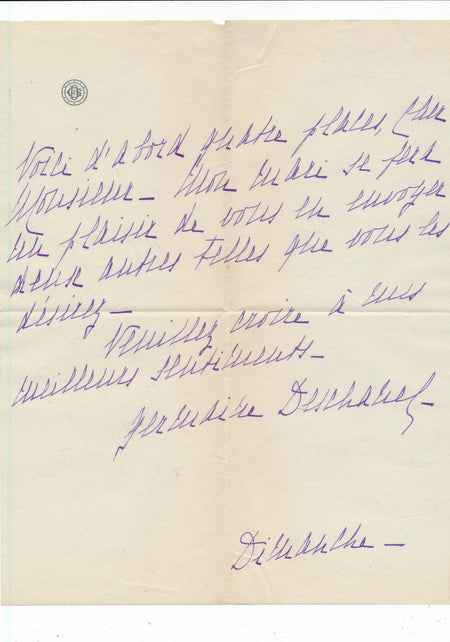 Voici d'abord quatre places, Cher
Monsieur — Mon mari se fera
un plaisir de vous en envoyer
deux autres telles que vous les
désirez —
Veuillez croire à mes
meilleurs sentiments —
Germaine Deschanel —
Dimanche —